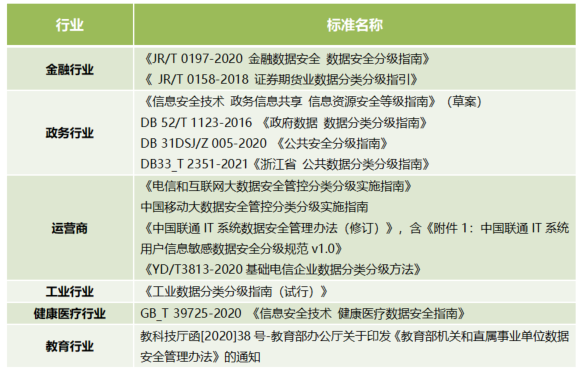 行业
标准名称
金融行业
《JR/T 0197-2020 金融数据安全 数据安全分级指南》
《 JR/T 0158-2018 证券期货业数据分类分级指引》
政务行业
《信息安全技术 政务信息共享 信息资源安全等级指南》（草案）
DB 52/T 1123-2016 《政府数据 数据分类分级指南》
DB 31DSJ/Z 005-2020 《公共安全分级指南》
DB33_T 2351-2021《浙江省 公共数据分类分级指南》
运营商
《电信和互联网大数据安全管控分类分级实施指南》
中国移动大数据安全管控分类分级实施指南
《中国联通 IT 系统数据安全管理办法（修订）》，含《附件 1：中国联通 IT 系统
用户信息敏感数据安全分级规范 v1.0》
《YD/T3813-2020 基础电信企业数据分类分级方法》
工业行业
《工业数据分类分级指南（试行）》
健康医疗行业
GB_T 39725-2020 《信息安全技术 健康医疗数据安全指南》
教育行业
教科技厅函[2020]38 号-教育部办公厅关于印发《教育部机关和直属事业单位数据
安全管理办法》的通知